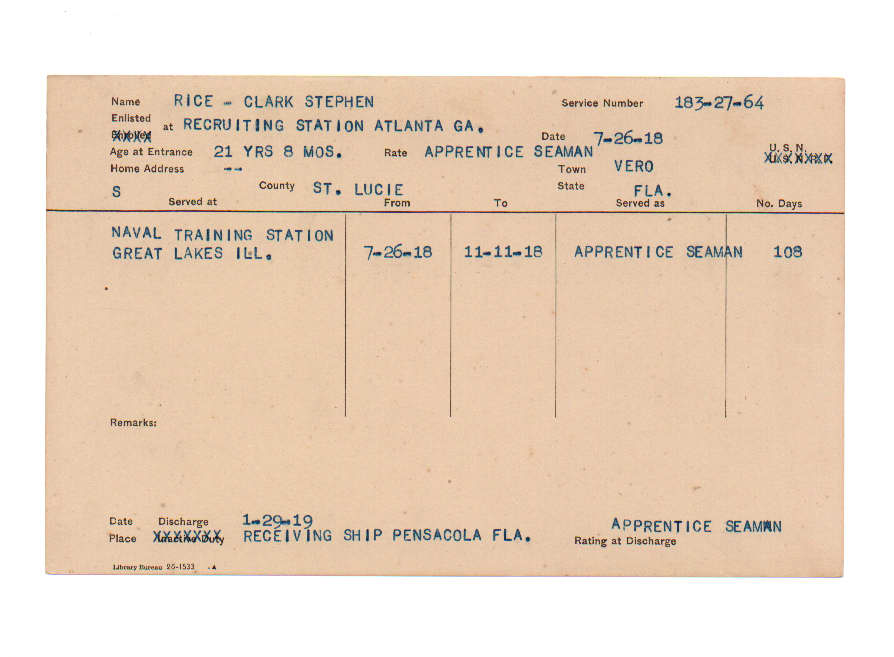 Name RICE - CLARK STEPHEN Service Number 183-27-64
Enlisted
at RECRUITING STATION ATLANTA GA. Date 7-26-18
Age at Entrance 21 YRS 8 MOS. Rate APPRENTICE SEAMAN U. S. N.
Home Address -- Town VERO
S County ST. LUCIE State FLA.
Served at From To Served as No. Days
NAVAL TRAINING STATION
GREAT LAKES ILL. 7-26-18 11-11-18 APPRENTICE SEAMAN 108
Remarks:
Date Discharge 1-29-19 APPRENTICE SEAMAN
Place Inactive Duty RECEIVING SHIP PENSACOLA FLA. Rating at Discharge
Library Bureau 26-1533 . A